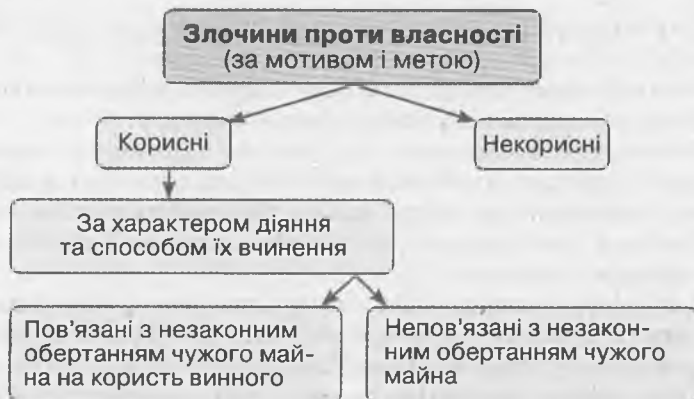 Злочини проти власності
(за мотивом і метою)
Корисні
Некорисні
За характером діяння
та способом їх вчинення
Пов'язані з незаконним
обертанням чужого май-
на на користь винного
Непов'язані з незакон-
ним обертанням чужого
майна